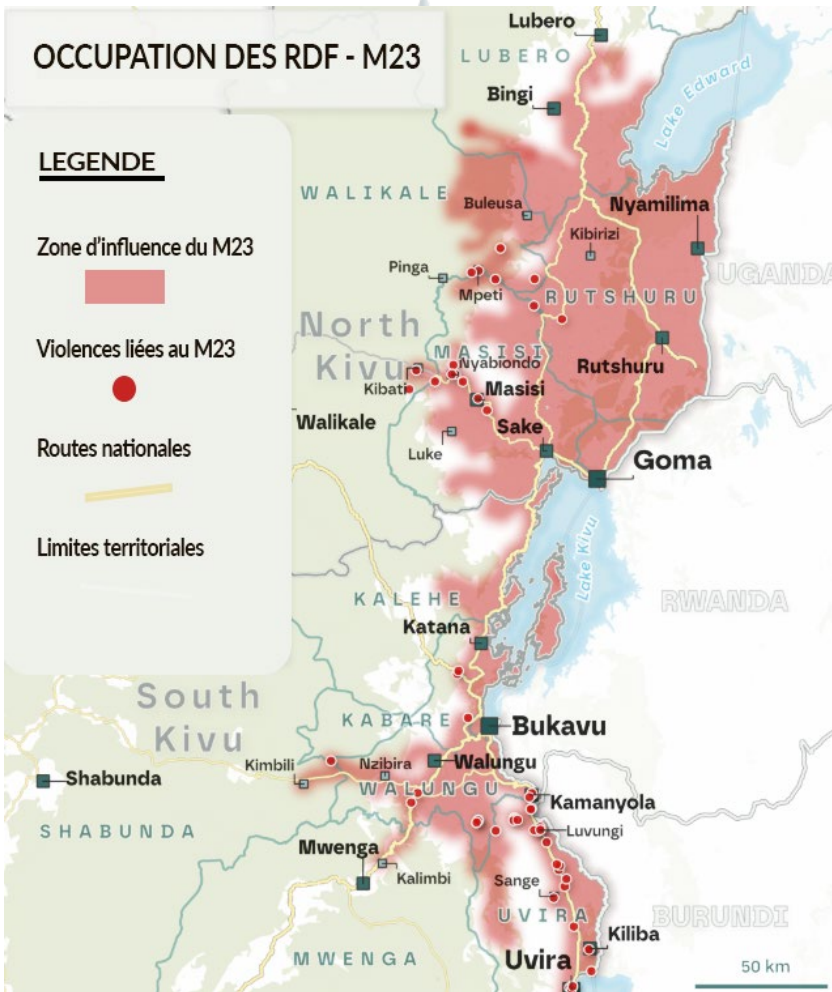 OCCUPATION DES RDF - M23
LEGENDE
Zone d'influence du M23
Violences liées au M23
Routes nationales
Limites territoriales
Lubero
LUBERO
Bingi
Lake Edward
WALIKALE
Buleusa
Nyamilima
Kibirizi
UGANDA
Pinga
Mpeti
RUTSHURU
North
Kivu
MASISI
Nyabiondo
Rutshuru
Kibati
Masisi
Walikale
Sake
Luke
Goma
Lake Kivu
KALEHE
RWANDA
Katana
South
Kivu
KABARE
Bukavu
Kimbili
Nzibira
Walungu
Shabunda
WALUNGU
Kamanyola
SHABUNDA
Luvungi
Mwenga
Kalimbi
Sange
UVIRA
BURUNDI
Kiliba
MWENGA
Uvira
50 km